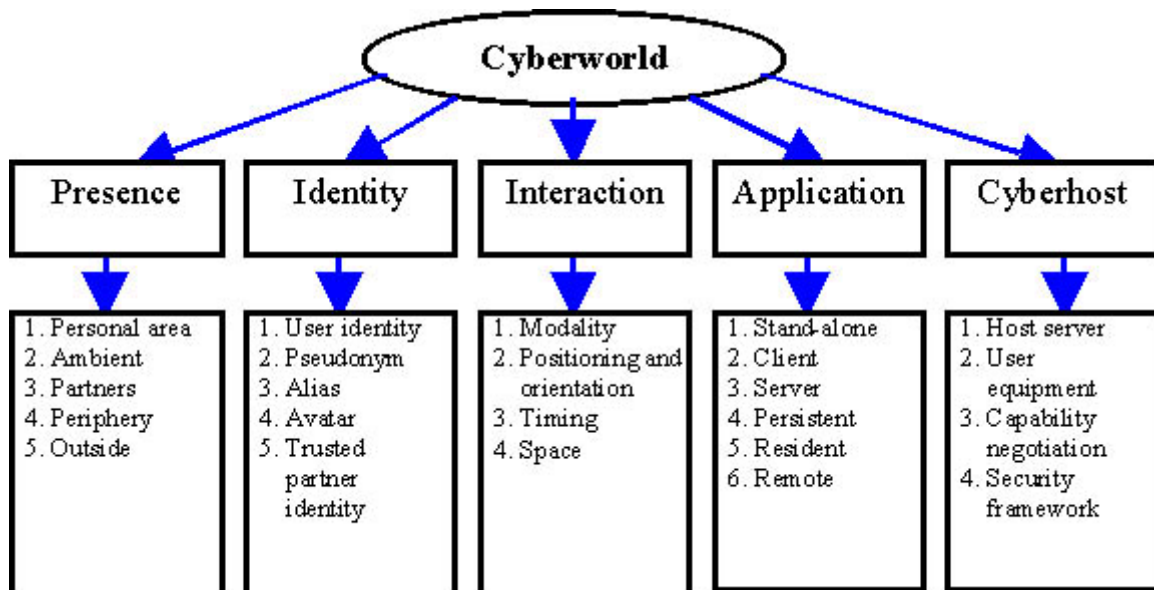 Cyberworld
Presence
Identity
Interaction
Application
Cyberhost
1. Personal area
2. Ambient
3. Partners
4. Periphery
5. Outside
1. User identity
2. Pseudonym
3. Alias
4. Avatar
5. Trusted
partner
identity
1. Modality
2. Positioning and
orientation
3. Timing
4. Space
1. Stand-alone
2. Client
3. Server
4. Persistent
5. Resident
6. Remote
1. Host server
2. User
equipment
3. Capability
negotiation
4. Security
framework